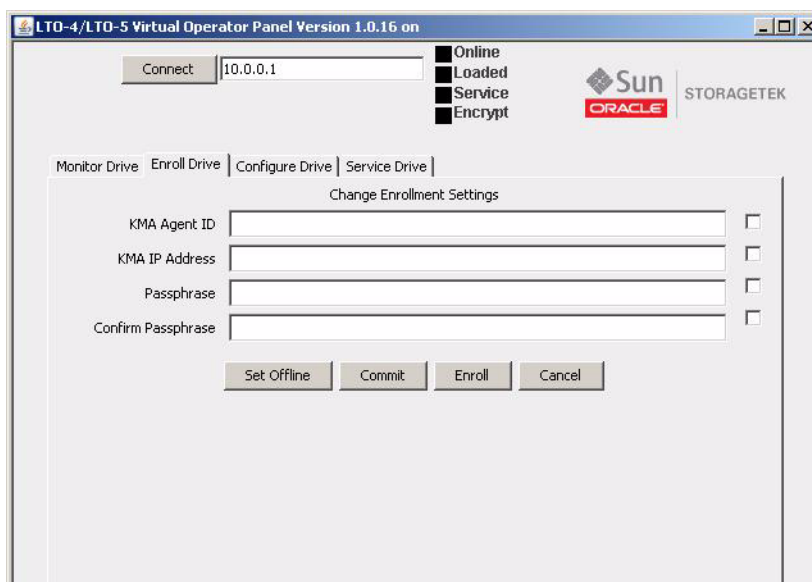 LTO-4/LTO-5 Virtual Operator Panel Version 1.0.16 on
Connect 10.0.0.1
Online
Loaded
Service
Encrypt
Sun
ORACLE
STORAGETEK
Monitor Drive Enroll Drive Configure Drive Service Drive
Change Enrollment Settings
KMA Agent ID
KMA IP Address
Passphrase
Confirm Passphrase
Set Offline Commit Enroll Cancel